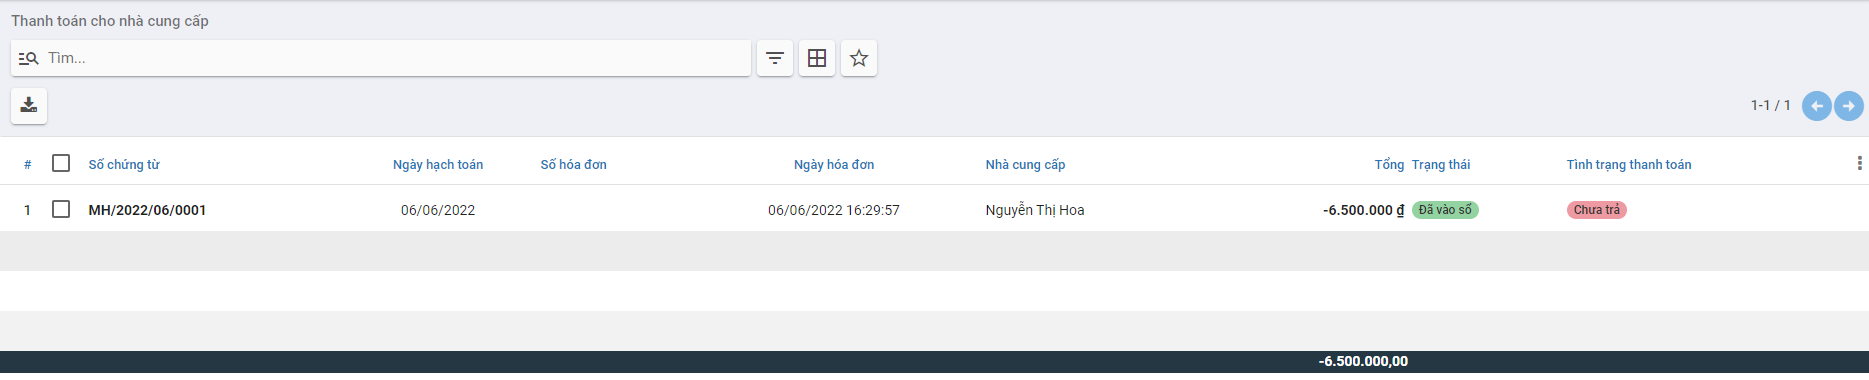 Thanh toán cho nhà cung cấp
Tìm...
1-1 / 1
# Số chứng từ Ngày hạch toán Số hóa đơn Ngày hóa đơn Nhà cung cấp Tổng Trạng thái Tình trạng thanh toán
1 MH/2022/06/0001 06/06/2022 06/06/2022 16:29:57 Nguyễn Thị Hoa -6.500.000 ₫ Đã vào sổ Chưa trả
-6.500.000,00